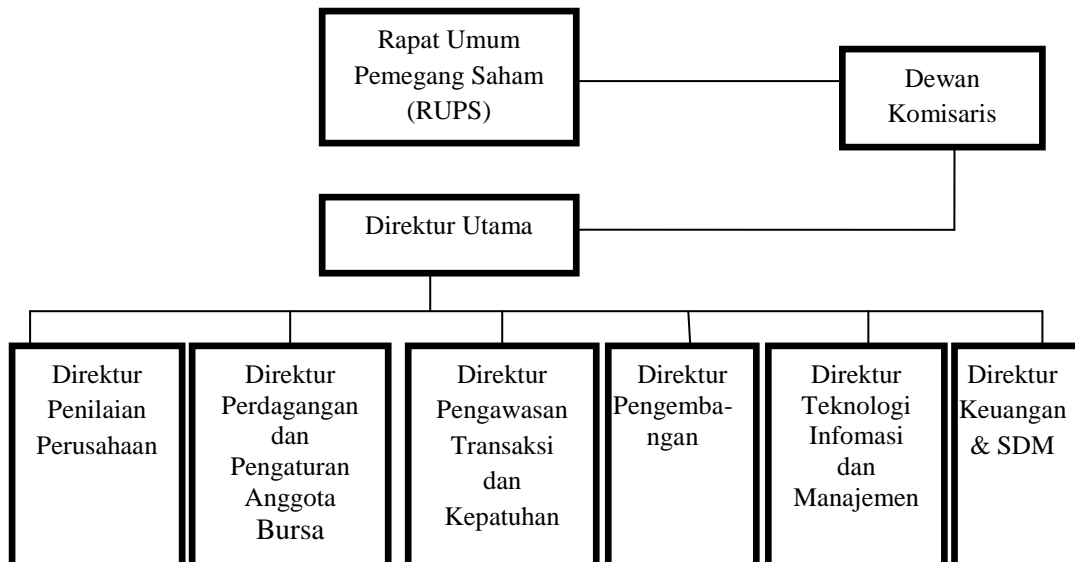 Rapat Umum
Pemegang Saham
(RUPS)
Dewan
Komisaris
Direktur Utama
Direktur
Penilaian
Perusahaan
Direktur
Perdagangan
dan
Pengaturan
Anggota
Bursa
Direktur
Pengawasan
Transaksi
dan
Kepatuhan
Direktur
Pengemba-
ngan
Direktur
Teknologi
Infomasi
dan
Manajemen
Direktur
Keuangan
& SDM